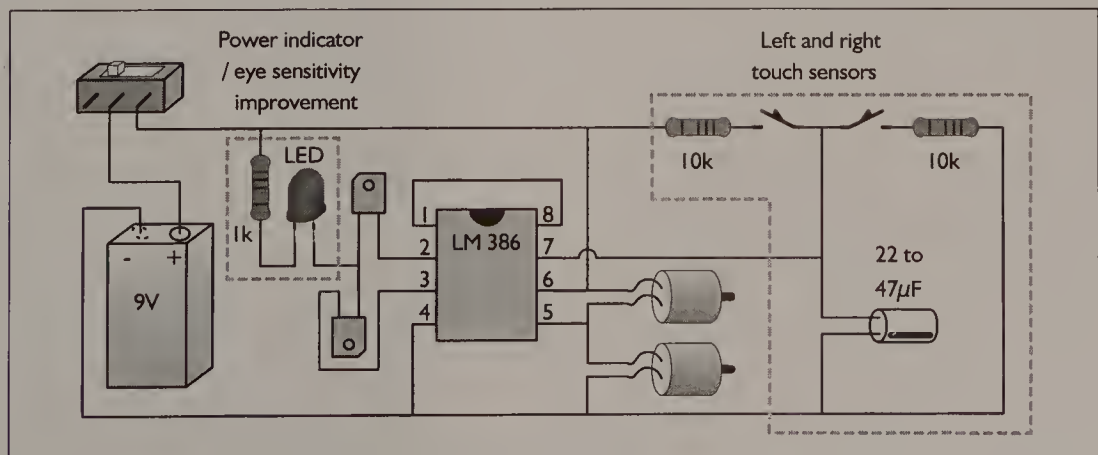 Power indicator
/ eye sensitivity
improvement
Left and right
touch sensors
LED
1k
10k
10k
9V
- +
LM 386
1
2
3
4
8
7
6
5
22 to
47µF